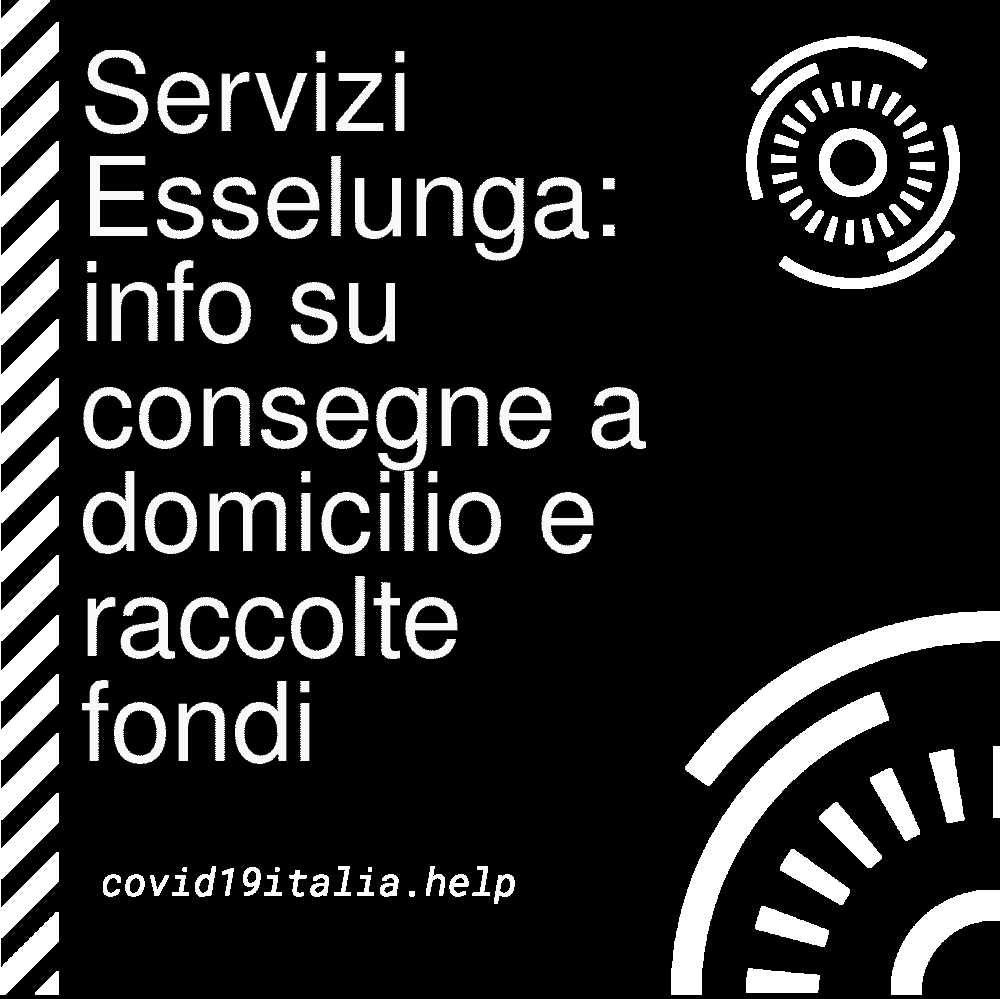 Servizi
Esselunga:
info su
consegne a
domicilio e
raccolte
fondi
covid19italia.help